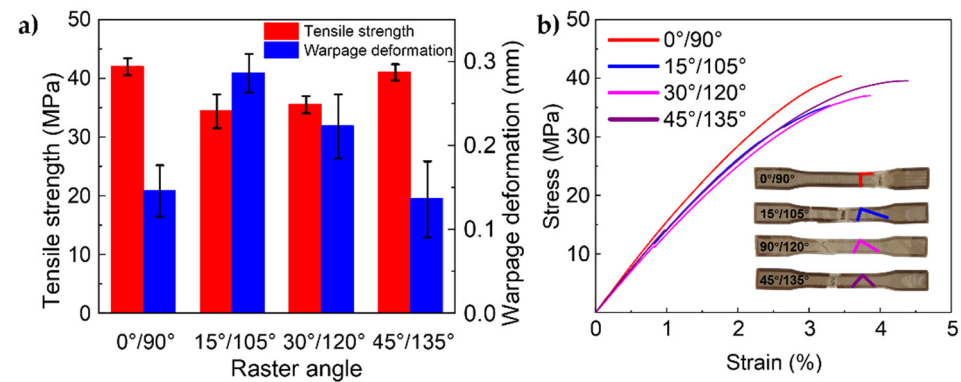 a)
Tensile strength
Warpage deformation
50
40
30
20
10
0
Tensile strength (MPa)
0.3
0.2
0.1
0.0
Warpage deformation (mm)
0°/90° 15°/105° 30°/120° 45°/135°
Raster angle
b)
0°/90°
15°/105°
30°/120°
45°/135°
50
40
30
20
10
Stress (MPa)
0°/90°
15°/105°
90°/120°
45°/135°
0 1 2 3 4 5
Strain (%)